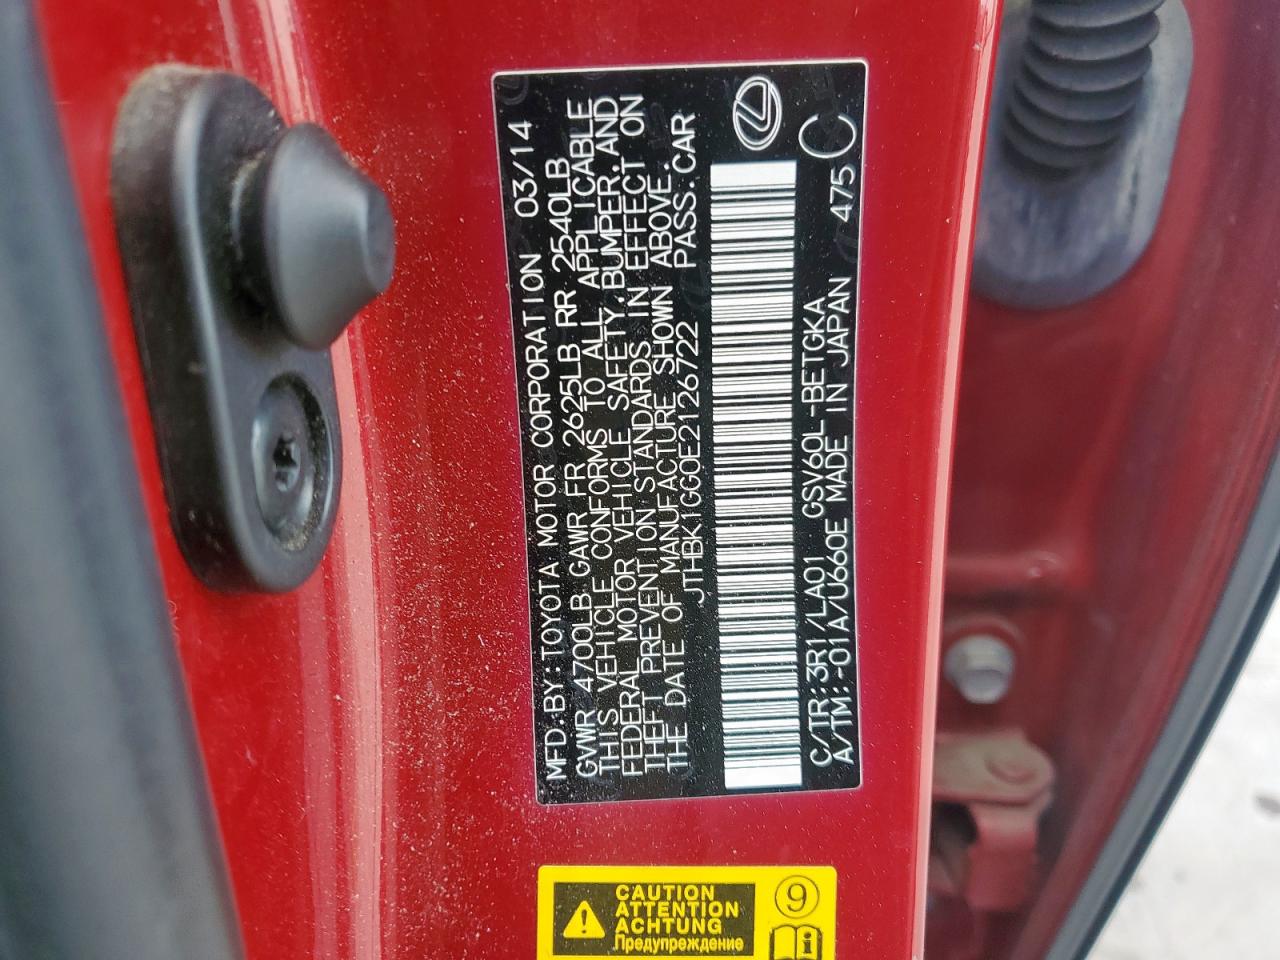 MFD.BY:TOYOTA MOTOR CORPORATION 03/14
GVWR 4700LB GAWR FR 2625LB RR 2540LB
THIS VEHICLE CONFORMS TO ALL APPLICABLE
FEDERAL MOTOR VEHICLE SAFETY,BUMPER,AND
THEFT PREVENTION STANDARDS IN EFFECT ON
THE DATE OF MANUFACTURE SHOWN ABOVE.
JTHBK1GG0E2126722 PASS.CAR
C/TR:3R1/LA01 GSV60L-BETGKA
A/TM:-01A/U660E MADE IN JAPAN 475 C
CAUTION
ATTENTION
ACHTUNG
Предупреждение
9